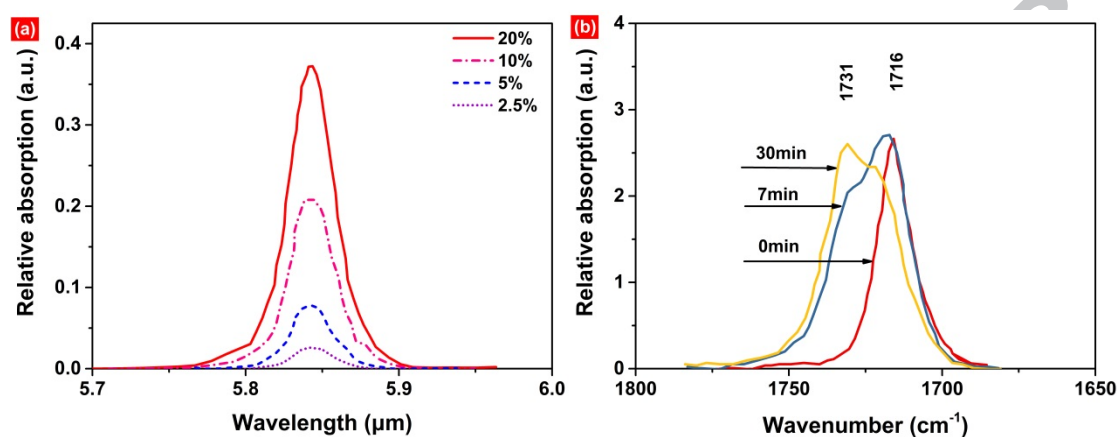 (a)
Relative absorption (a.u.)
0.4
0.3
0.2
0.1
0.0
20%
10%
5%
2.5%
5.7
5.8
5.9
6.0
Wavelength (μm)
(b)
Relative absorption (a.u.)
4
3
2
1
0
1731
1716
30min
7min
0min
1800
1750
1700
1650
Wavenumber (cm⁻¹)